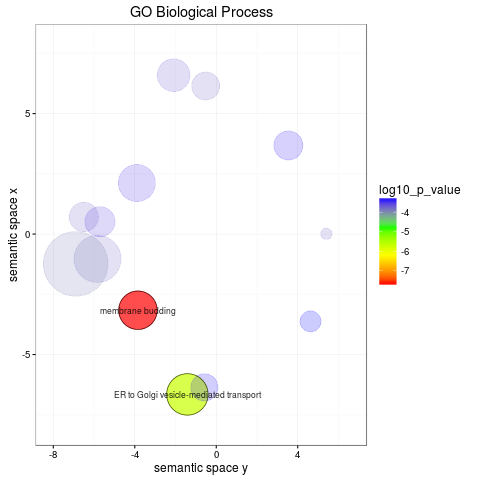 GO Biological Process
5
0
-5
-8
-4
0
4
semantic space x
semantic space y
membrane budding
ER to Golgi vesicle-mediated transport
log10_p_value
-4
-5
-6
-7